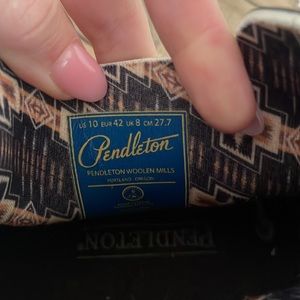 US 10 EUR 42 UK 8 CM 27.7
Pendleton
PENDLETON WOOLEN MILLS
PORTLAND, OREGON
PENDLETON